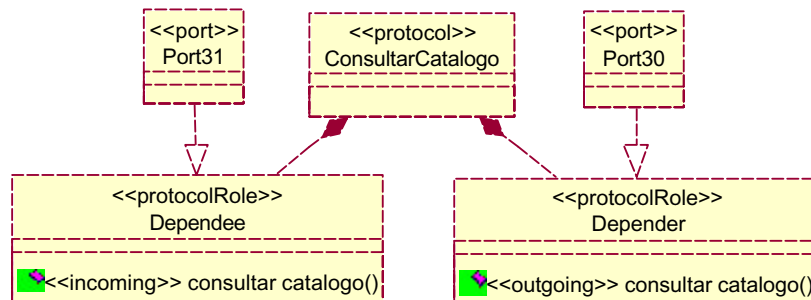 <<port>>
Port31
<<protocol>>
ConsultarCatalogo
<<port>>
Port30
<<protocolRole>>
Dependee
<<incoming>> consultar catalogo()
<<protocolRole>>
Depender
<<outgoing>> consultar catalogo()